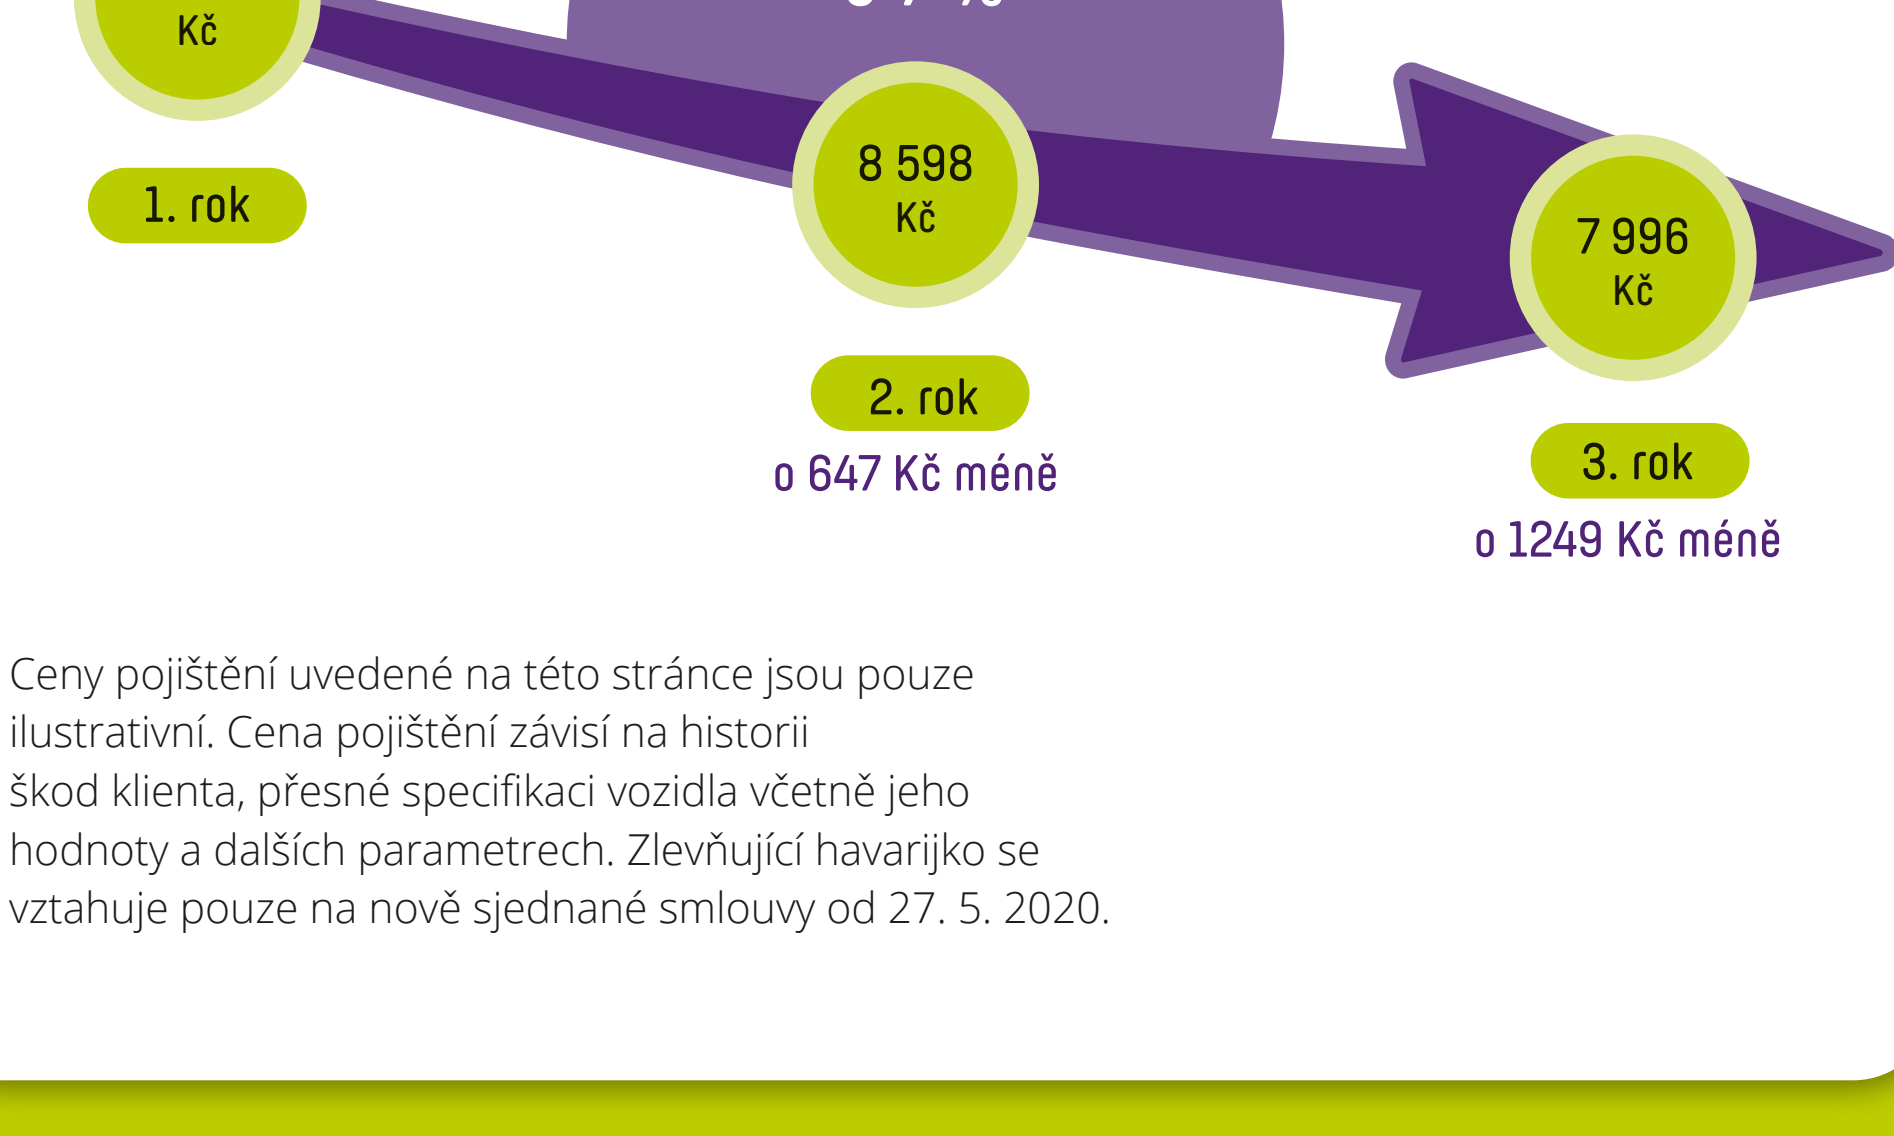 Kč
8 598
Kč
7 996
Kč
1. rok
2. rok
o 647 Kč méně
3. rok
o 1249 Kč méně
Ceny pojištění uvedené na této stránce jsou pouze
ilustrativní. Cena pojištění závisí na historii
škod klienta, přesné specifikaci vozidla včetně jeho
hodnoty a dalších parametrech. Zlevňující havarijko se
vztahuje pouze na nově sjednané smlouvy od 27. 5. 2020.